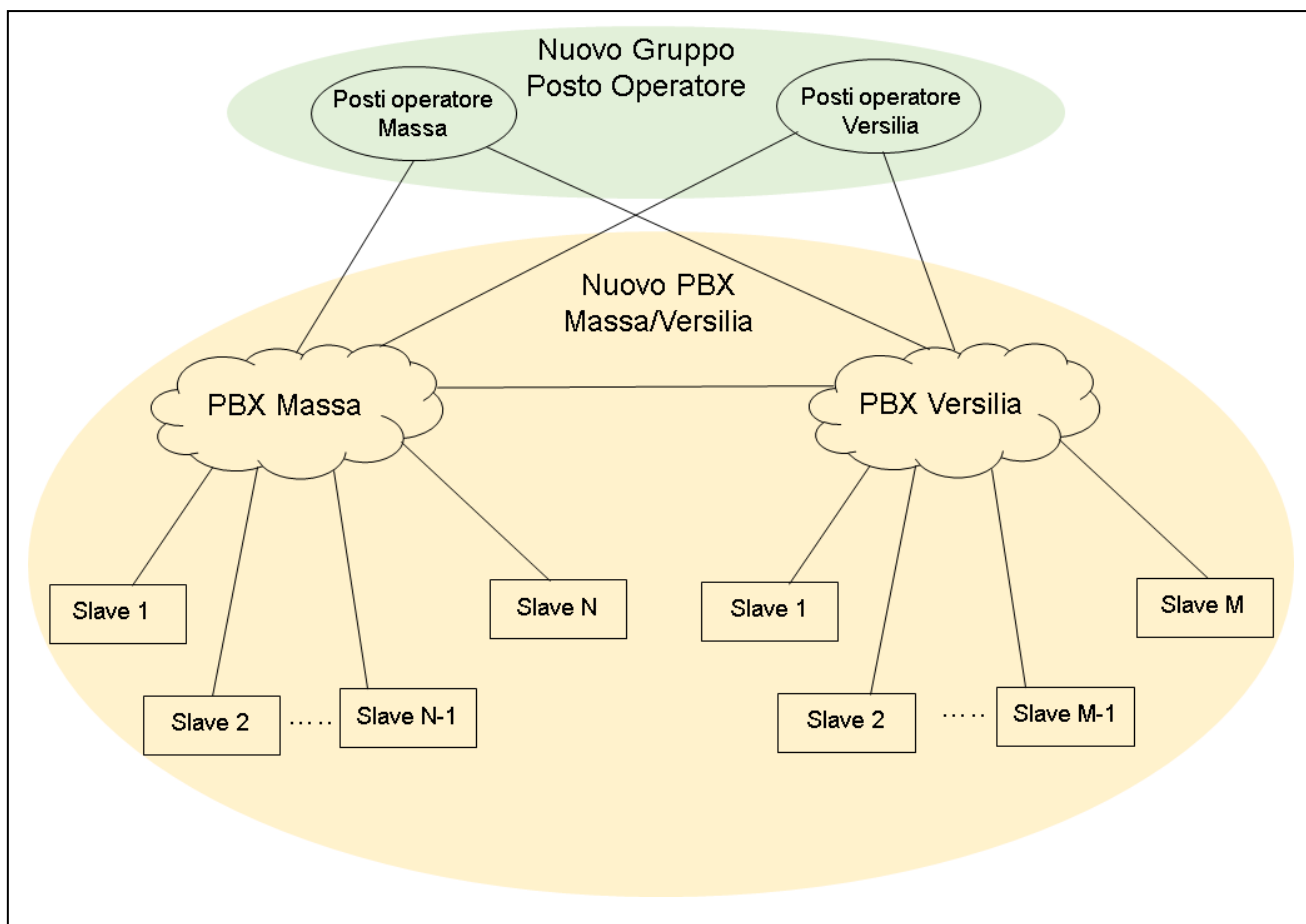 Nuovo Gruppo
Posto Operatore
Posti operatore
Massa
Posti operatore
Versilia
Nuovo PBX
Massa/Versilia
PBX Massa
PBX Versilia
Slave 1
Slave N
Slave 1
Slave M
Slave 2
.....
Slave N-1
Slave 2
.....
Slave M-1